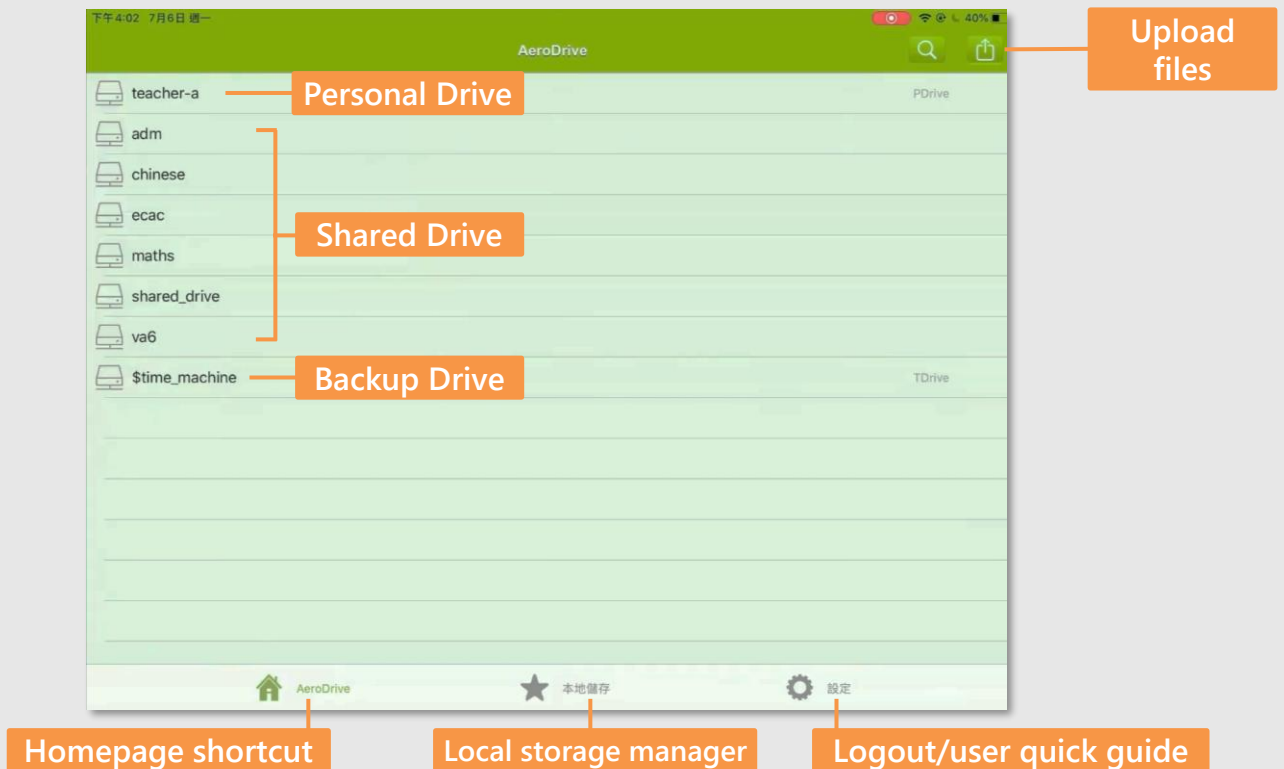 下午4:02 7月6日 週一
40%
AeroDrive
Upload
files
teacher-a
Personal Drive
PDrive
adm
chinese
ecac
Shared Drive
maths
shared_drive
va6
$time_machine
Backup Drive
TDrive
AeroDrive
本地儲存
設定
Homepage shortcut
Local storage manager
Logout/user quick guide